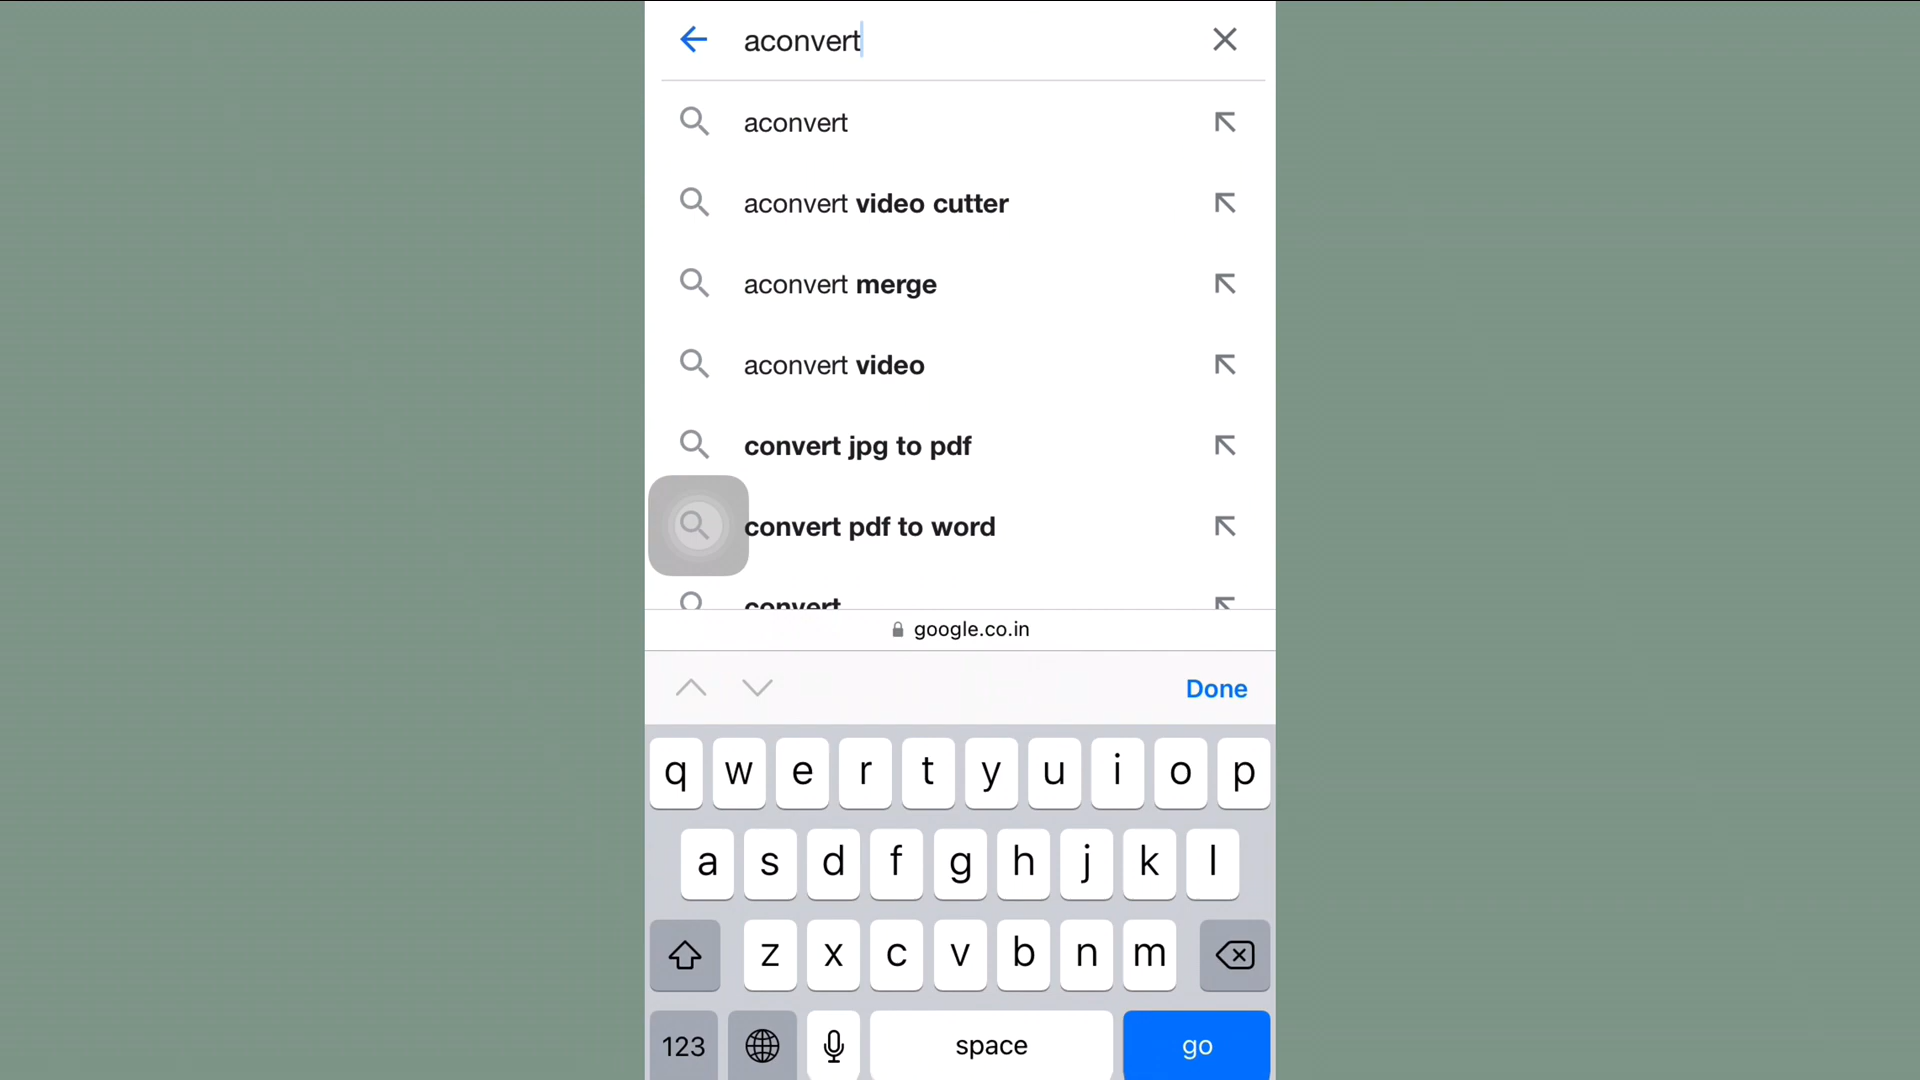 aconvert
aconvert
aconvert video cutter
aconvert merge
aconvert video
convert jpg to pdf
convert pdf to word
convert
google.co.in
Done
q w e r t y u i o p
a s d f g h j k l
z x c v b n m
123 space go